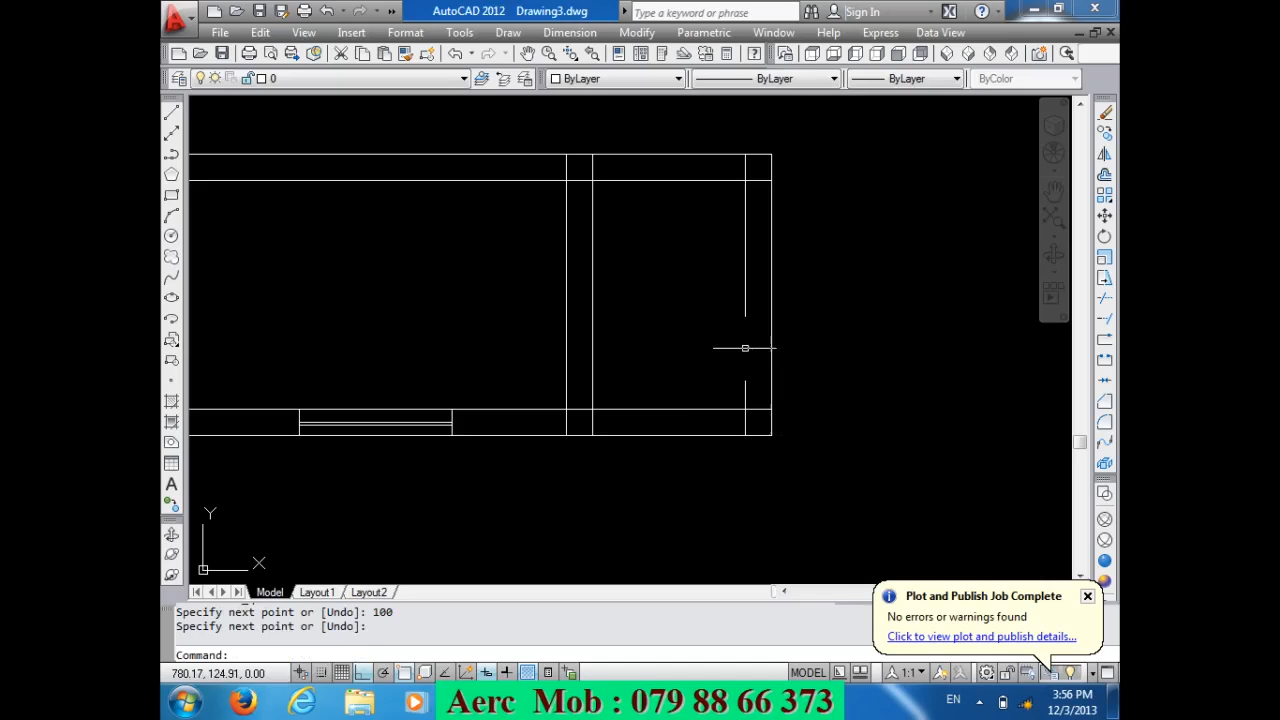 AutoCAD 2012 Drawing3.dwg
Type a keyword or phrase
Sign In
File Edit View Insert Format Tools Draw Dimension Modify Parametric Window Help Express Data View
0 ByLayer ByLayer ByLayer ByColor
A
Y
X
Model Layout1 Layout2
Specify next point or [Undo]: 100
Specify next point or [Undo]:
Command:
Plot and Publish Job Complete
No errors or warnings found
Click to view plot and publish details...
780.17, 124.91, 0.00 MODEL 1:1
Aerc Mob : 079 88 66 373
EN
3:56 PM
12/3/2013